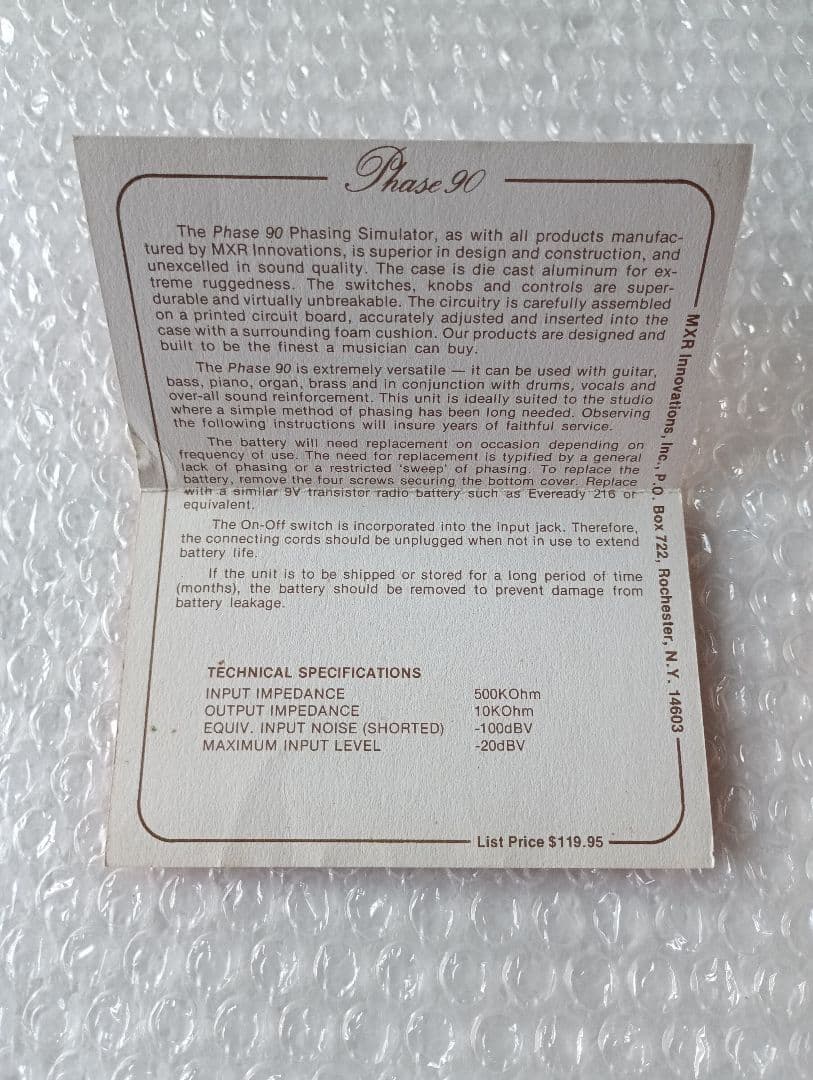 Phase 90
The Phase 90 Phasing Simulator, as with all products manufac-
tured by MXR Innovations, is superior in design and construction, and
unexcelled in sound quality. The case is die cast aluminum for ex-
treme ruggedness. The switches, knobs and controls are super-
durable and virtually unbreakable. The circuitry is carefully assembled
on a printed circuit board, accurately adjusted and inserted into the
case with a surrounding foam cushion. Our products are designed and
built to be the finest a musician can buy.
The Phase 90 is extremely versatile — it can be used with guitar,
bass, piano, organ, brass and in conjunction with drums, vocals and
over-all sound reinforcement. This unit is ideally suited to the studio
where a simple method of phasing has been long needed. Observing
the following instructions will insure years of faithful service.
The battery will need replacement on occasion depending on
frequency of use. The need for replacement is typified by a general
lack of phasing or a restricted 'sweep' of phasing. To replace the
battery, remove the four screws securing the bottom cover. Replace
with a similar 9V transistor radio battery such as Eveready 216 or
equivalent.
The On-Off switch is incorporated into the Input jack. Therefore,
the connecting cords should be unplugged when not in use to extend
battery life.
If the unit is to be shipped or stored for a long period of time
(months), the battery should be removed to prevent damage from
battery leakage.
TECHNICAL SPECIFICATIONS
INPUT IMPEDANCE 500KOhm
OUTPUT IMPEDANCE 10KOhm
EQUIV. INPUT NOISE (SHORTED) -100dBV
MAXIMUM INPUT LEVEL -20dBV
List Price $119.95
MXR Innovations, Inc., P.O. Box 722, Rochester, N.Y. 14603